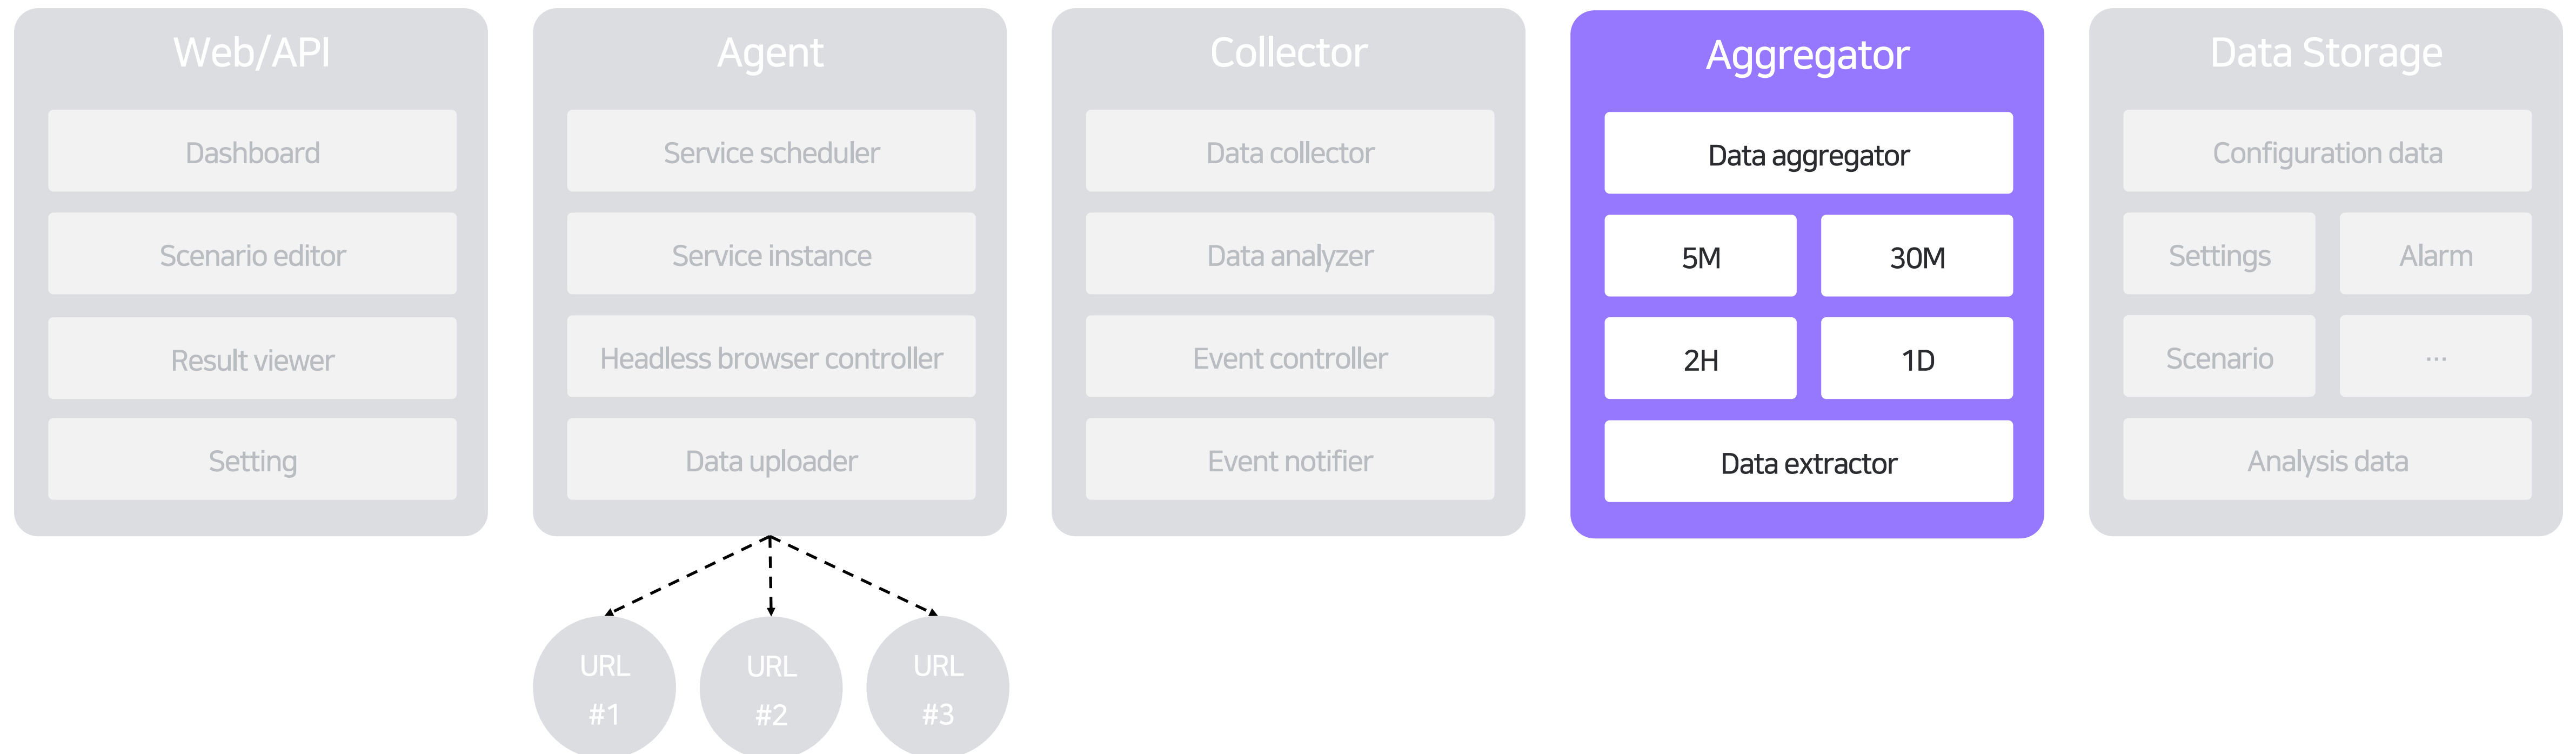 Web/API
Dashboard
Scenario editor
Result viewer
Setting
Agent
Service scheduler
Service instance
Headless browser controller
Data uploader
URL
#1
URL
#2
URL
#3
Collector
Data collector
Data analyzer
Event controller
Event notifier
Aggregator
Data aggregator
5M
30M
2H
1D
Data extractor
Data Storage
Configuration data
Settings
Alarm
Scenario
...
Analysis data